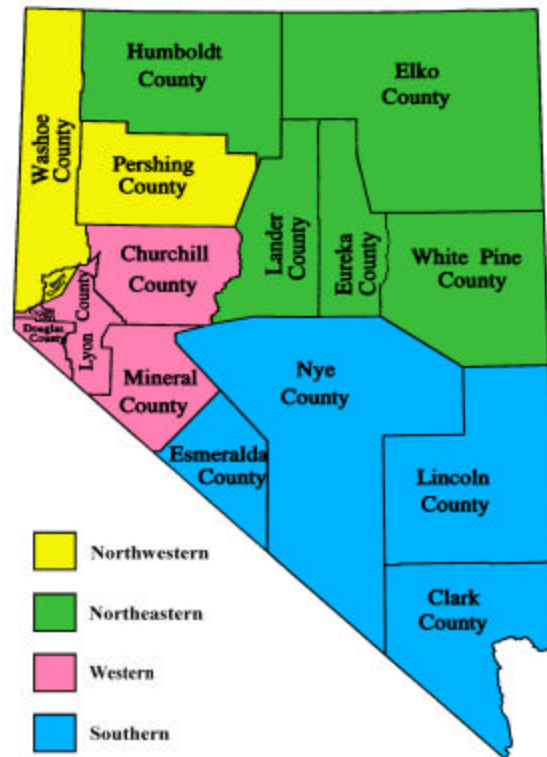 Humboldt
County
Elko
County
Washoe
County
Pershing
County
Lander
County
Eureka
County
White Pine
County
Churchill
County
Lyon
County
Douglas
County
Mineral
County
Nye
County
Esmeralda
County
Lincoln
County
Clark
County
Northwestern
Northeastern
Western
Southern